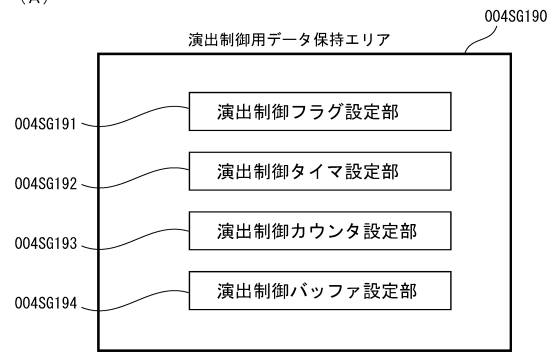 演出制御用データ保持エリア
004SG190
004SG191
演出制御フラグ設定部
004SG192
演出制御タイマ設定部
004SG193
演出制御カウンタ設定部
004SG194
演出制御バッファ設定部